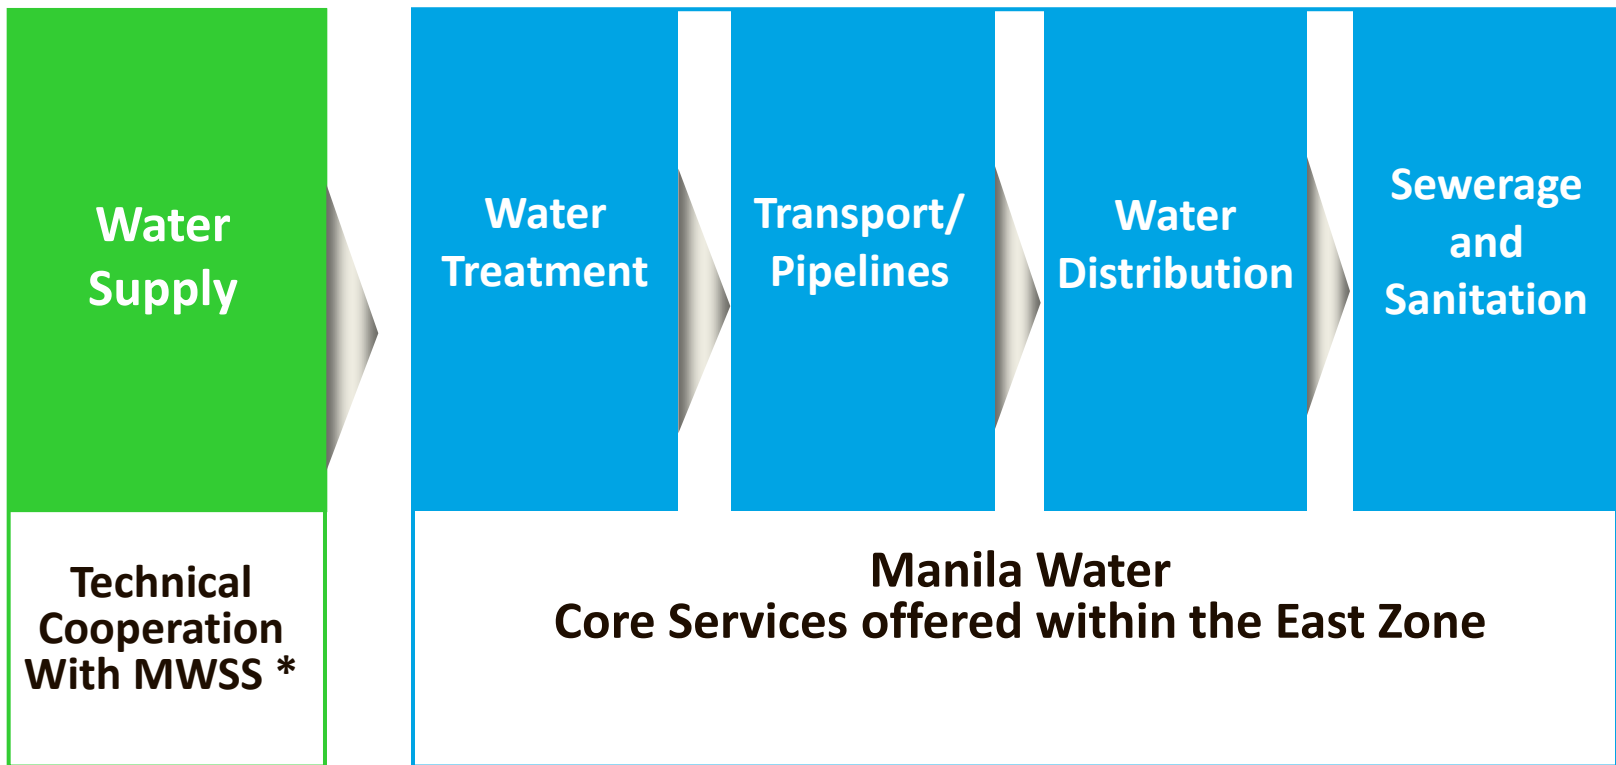 Water
Supply
Water
Treatment
Transport/
Pipelines
Water
Distribution
Sewerage
and
Sanitation
Technical
Cooperation
With MWSS *
Manila Water
Core Services offered within the East Zone